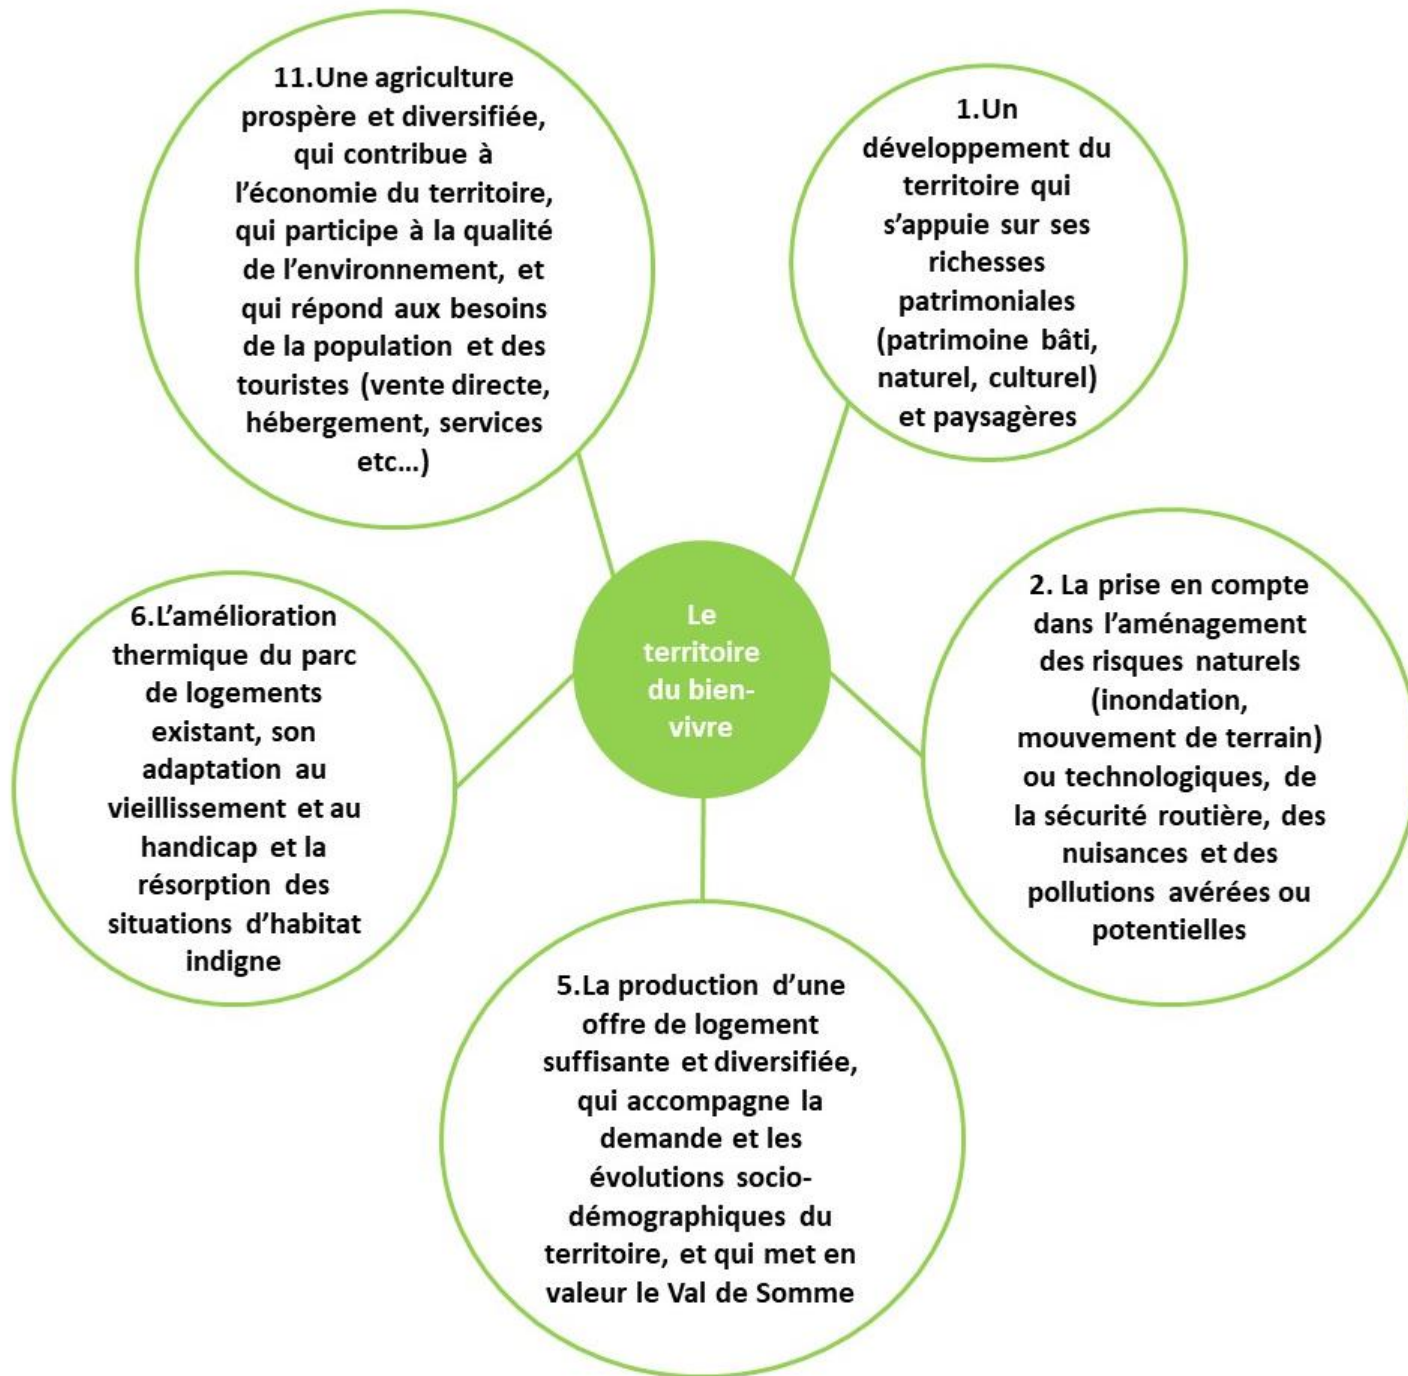 11.Une agriculture
prospère et diversifiée,
qui contribue à
l’économie du territoire,
qui participe à la qualité
de l’environnement, et
qui répond aux besoins
de la population et des
touristes (vente directe,
hébergement, services
etc…)
1.Un
développement du
territoire qui
s’appuie sur ses
richesses
patrimoniales
(patrimoine bâti,
naturel, culturel)
et paysagères
Le
territoire
du bien-
vivre
6.L’amélioration
thermique du parc
de logements
existant, son
adaptation au
vieillissement et au
handicap et la
résorption des
situations d’habitat
indigne
2. La prise en compte
dans l’aménagement
des risques naturels
(inondation,
mouvement de terrain)
ou technologiques, de
la sécurité routière, des
nuisances et des
pollutions avérées ou
potentielles
5.La production d’une
offre de logement
suffisante et diversifiée,
qui accompagne la
demande et les
évolutions socio-
démographiques du
territoire, et qui met en
valeur le Val de Somme